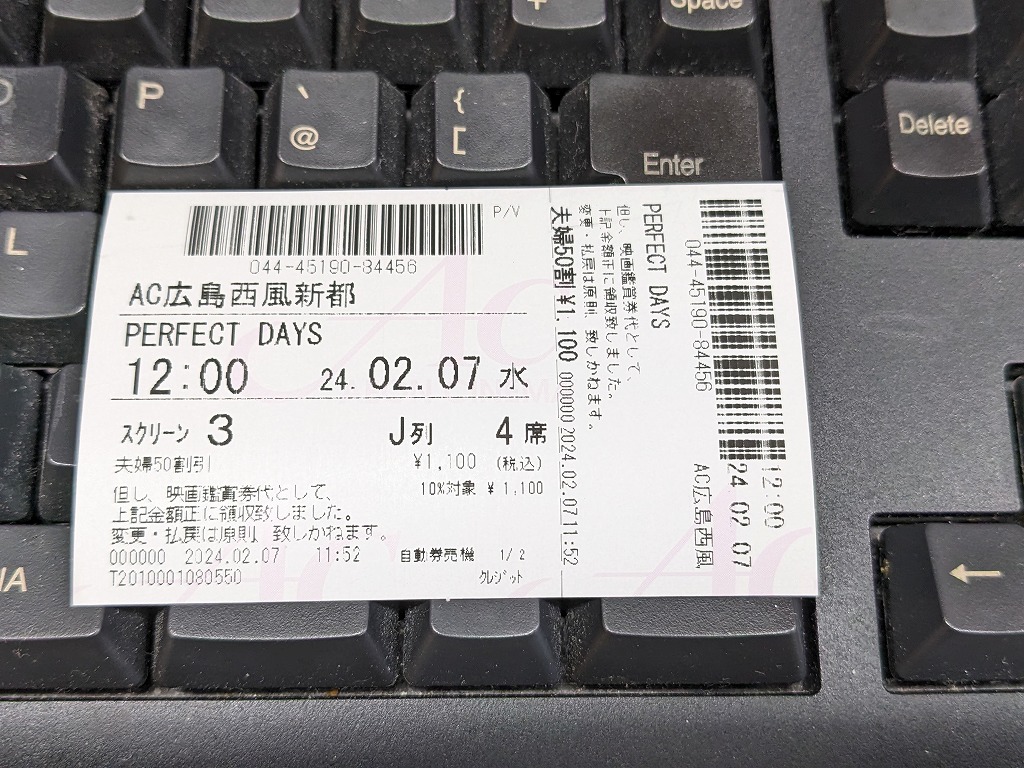 Space
P
`
@
{
[
Enter
Delete
L
←
P/V
044-45190-84456
AC広島西風新都
PERFECT DAYS
12:00 24.02.07 水
スクリーン 3 J列 4席
夫婦50割引 ¥1,100 (税込)
10%対象 ¥1,100
但し、映画鑑賞券代として、
上記金額正に領収致しました。
変更・払戻は原則 致しかねます。
000000 2024.02.07 11:52 自動券売機 1/2
T2010001080550 クレジット
夫婦50割 ¥1,100 000000 2024.02.07 11:52
変更・払戻は原則 致しかねます。
上記金額正に領収致しました。
但し、映画鑑賞券代として、
PERFECT DAYS
044-45190-84456
AC広島西風
24.02.07
12:00